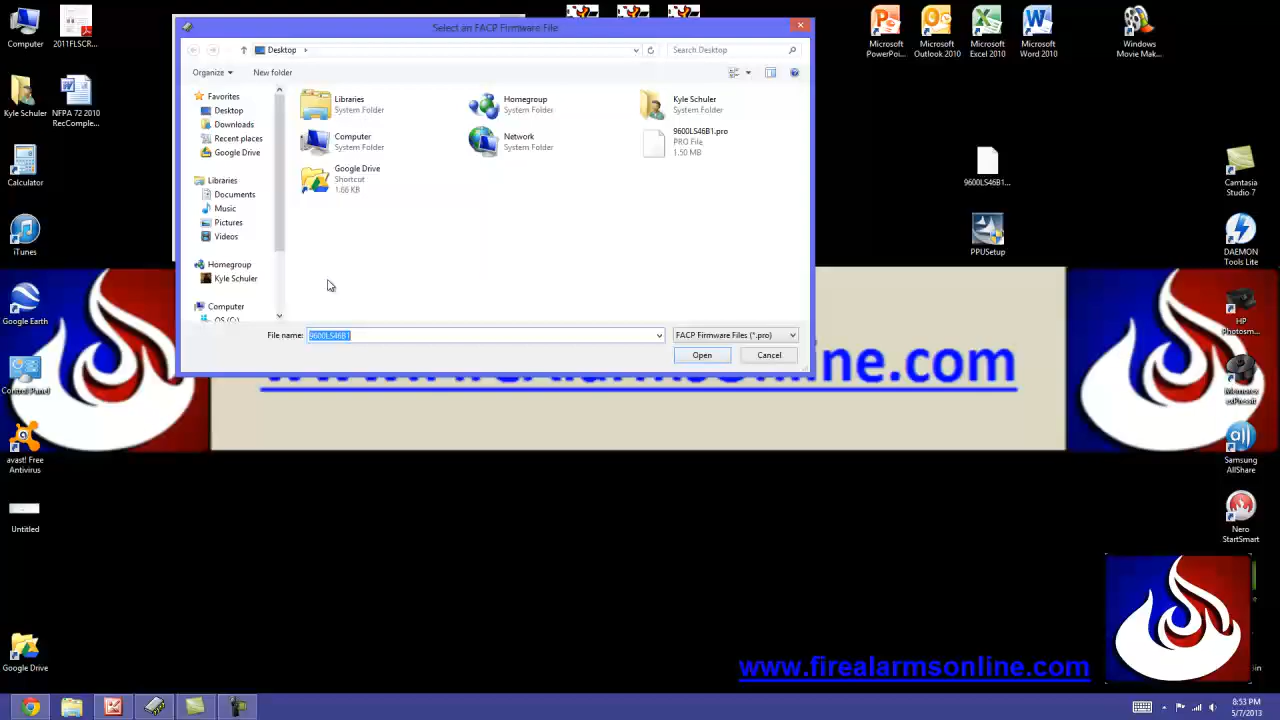 Select an FACP Firmware File
Desktop
Search Desktop
Organize
New folder
Favorites
Desktop
Downloads
Recent places
Google Drive
Libraries
Documents
Music
Pictures
Videos
Homegroup
Kyle Schuler
Computer
OS (C:)
Libraries
System Folder
Homegroup
System Folder
Kyle Schuler
System Folder
Computer
System Folder
Network
System Folder
9600LS46B1.pro
PRO File
1.50 MB
Google Drive
Shortcut
1.66 KB
File name:
9600LS46B1
FACP Firmware Files (*.pro)
Open
Cancel
Computer
2011FLSCR...
Kyle Schuler
NFPA 72 2010
RecComple...
Calculator
iTunes
Google Earth
Control Panel
avast! Free
Antivirus
Untitled
Google Drive
Microsoft
PowerPoi...
Microsoft
Outlook 2010
Microsoft
Excel 2010
Microsoft
Word 2010
Windows
Movie Mak...
9600LS46B1...
PPUSetup
Camtasia
Studio 7
DAEMON
Tools Lite
HP
Photosm...
Samsung
AllShare
Nero
StartSmart
ne.com
www.firealarmsonline.com
8:53 PM
5/7/2013